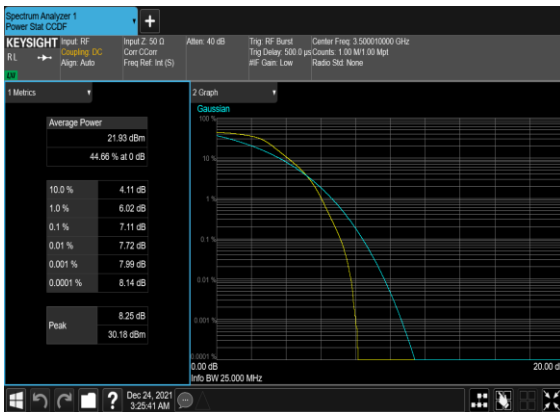 Spectrum Analyzer 1
Power Stat CCDF
KEYSIGHT
RL
LV
Input: RF
Coupling: DC
Align: Auto
Input Z: 50 Ω
Corr CCorr
Freq Ref: Int (S)
Atten: 40 dB
Trig: RF Burst
Trig Delay: 500.0 µs
#IF Gain: Low
Center Freq: 3.500010000 GHz
Counts: 1.00 M/1.00 Mpt
Radio Std: None
1 Metrics
Average Power
21.93 dBm
44.66 % at 0 dB
10.0 % 4.11 dB
1.0 % 6.02 dB
0.1 % 7.11 dB
0.01 % 7.72 dB
0.001 % 7.99 dB
0.0001 % 8.14 dB
Peak 8.25 dB
30.18 dBm
2 Graph
Gaussian
100 %
10 %
1 %
0.1 %
0.01 %
0.001 %
0.0001 %
0.00 dB 20.00 d
Info BW 25.000 MHz
Dec 24, 2021
3:25:41 AM